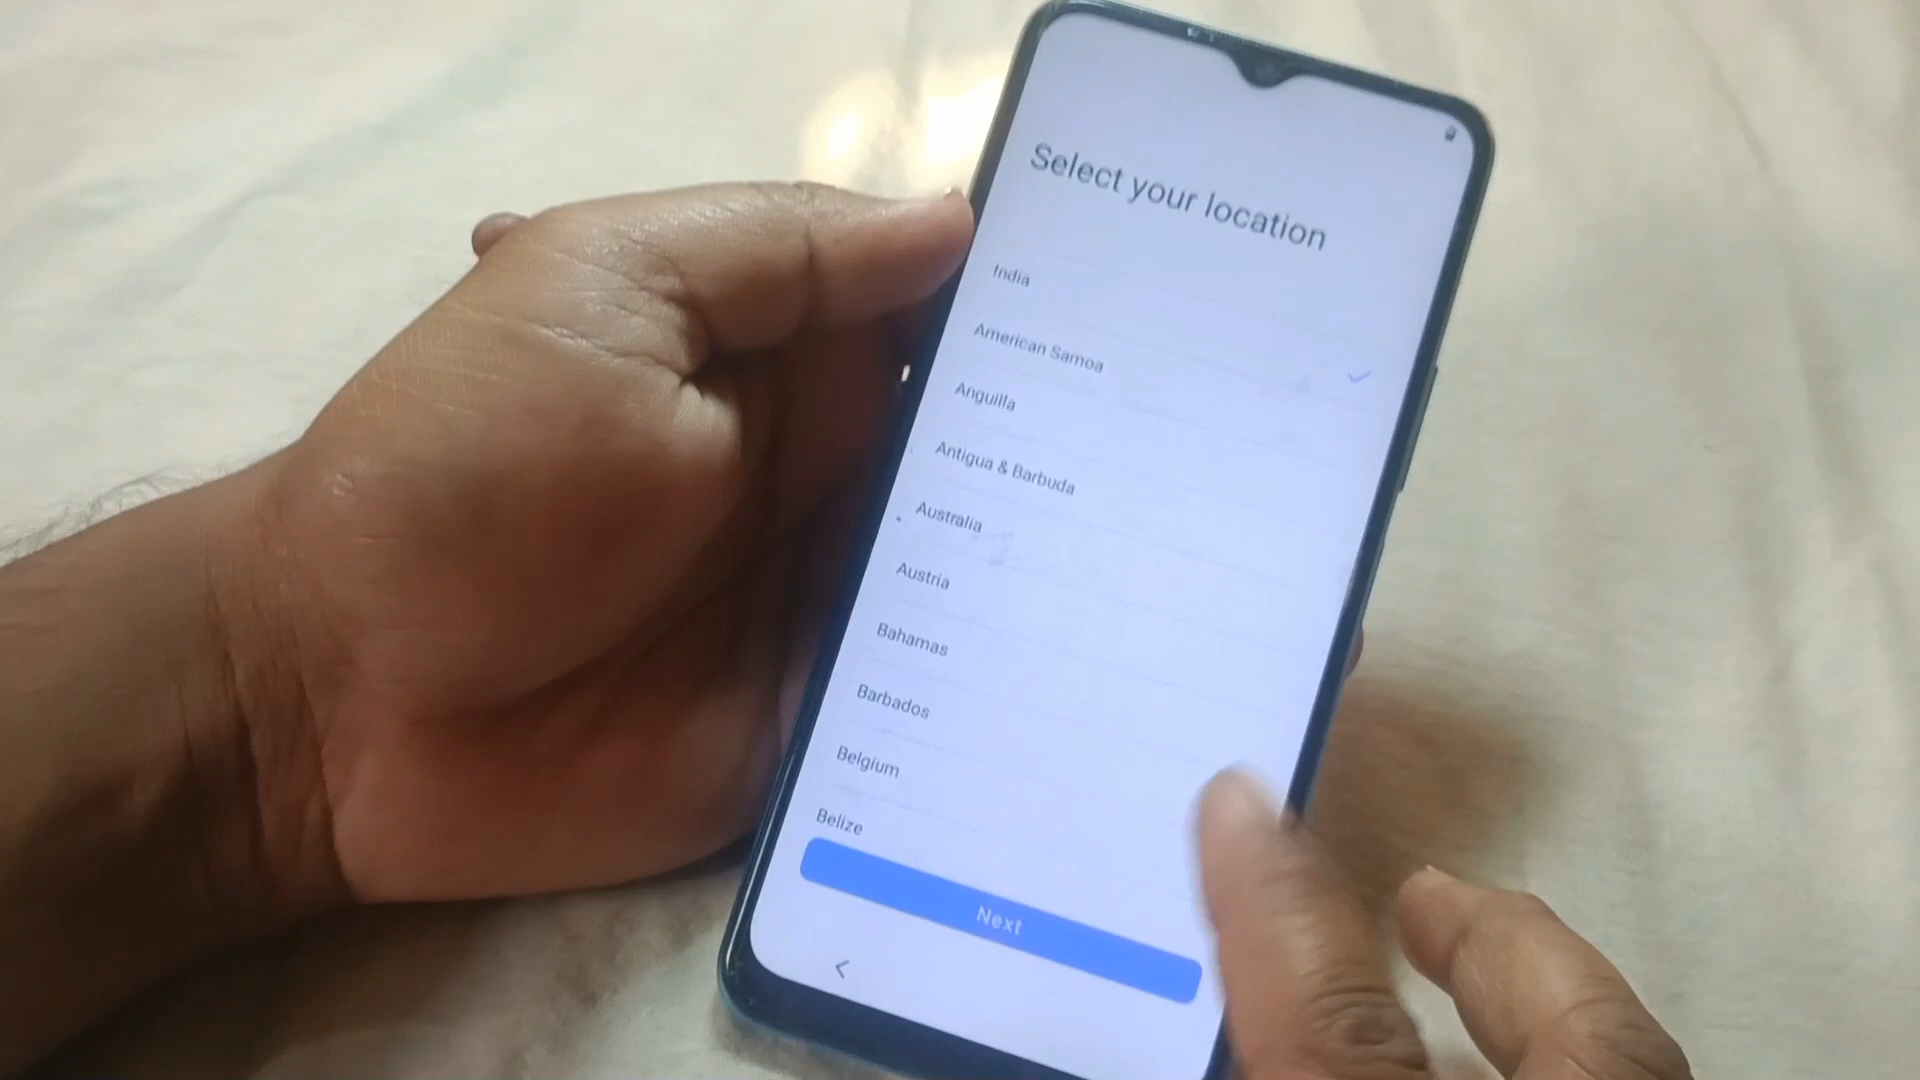 Select your location
India
American Samoa
Anguilla
Antigua & Barbuda
Australia
Austria
Bahamas
Barbados
Belgium
Belize
Next